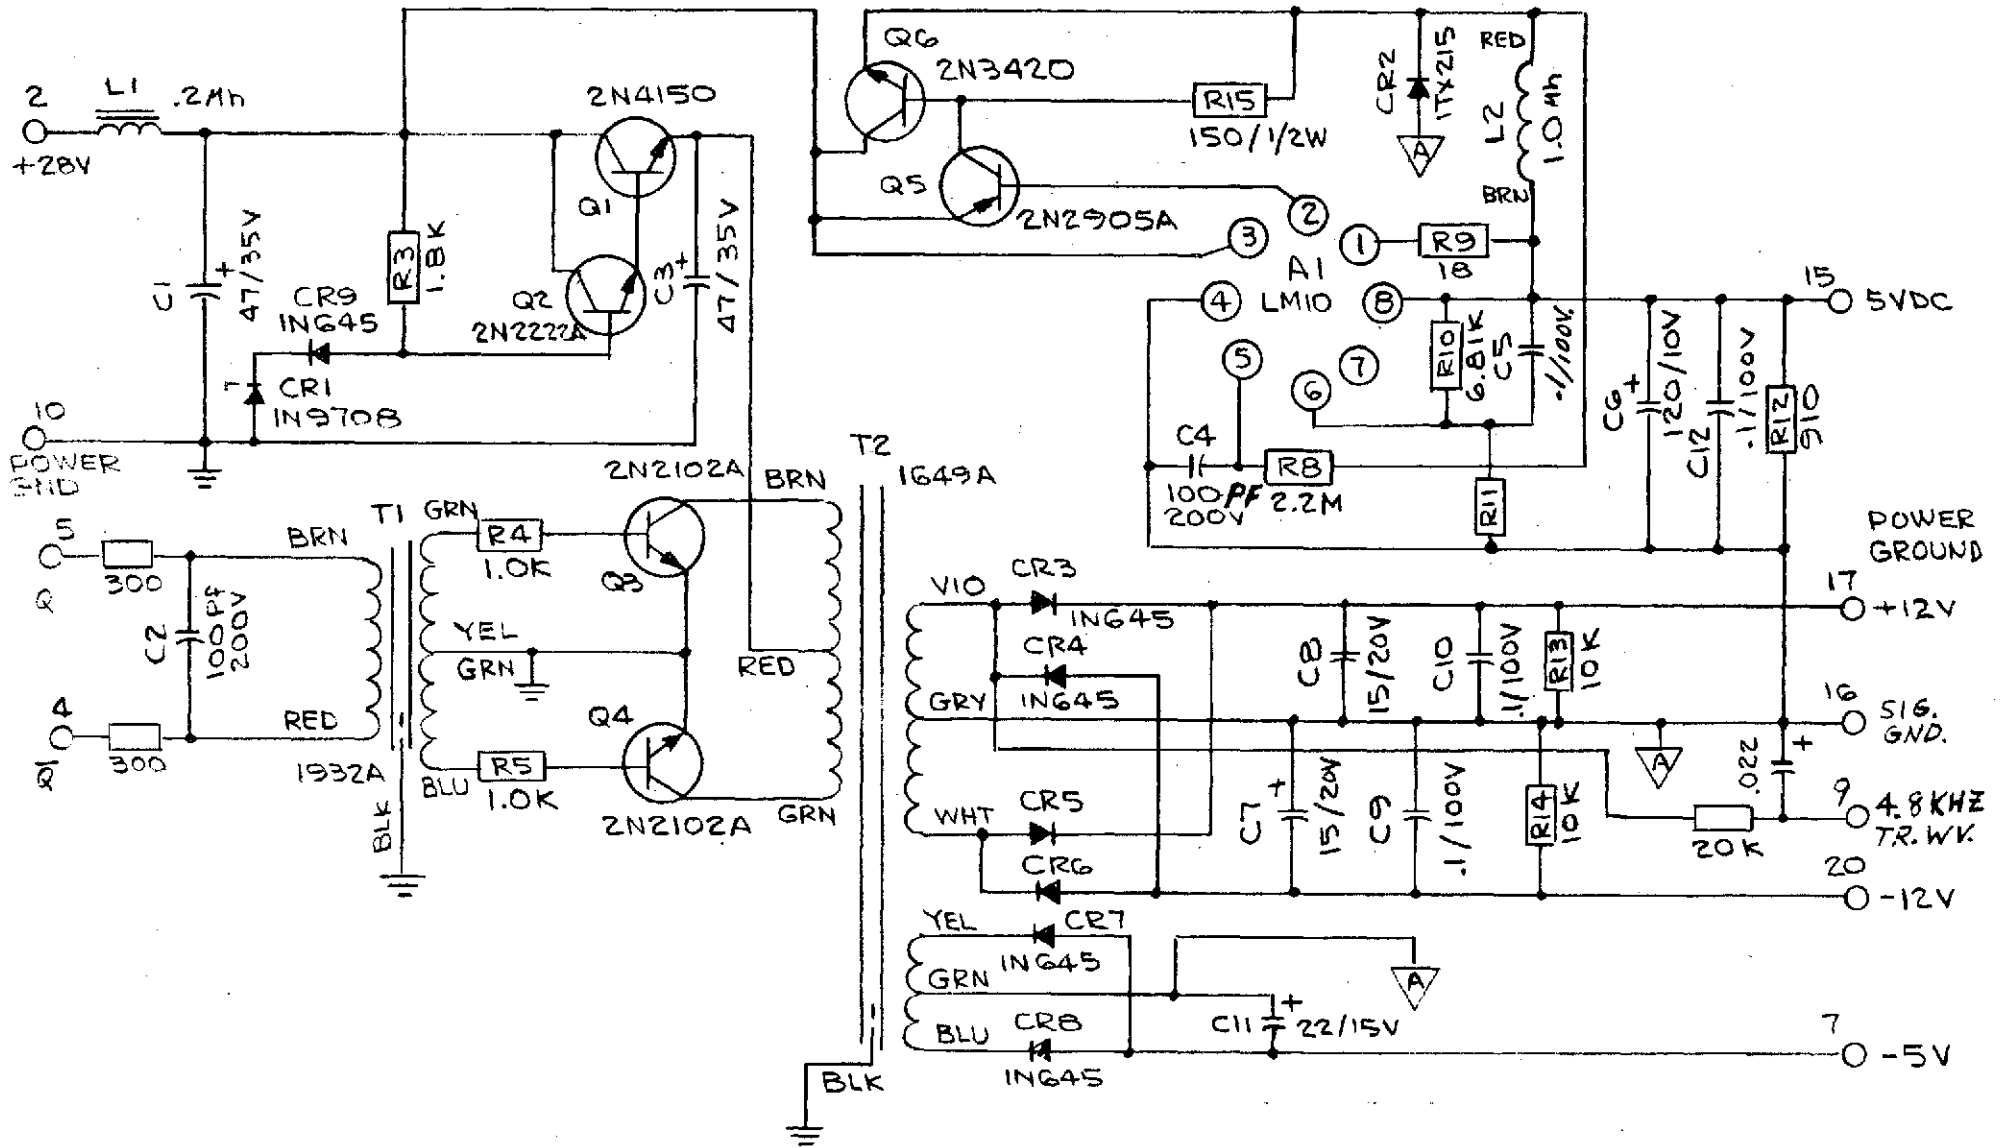 2
L1
.2Mh
+28V
C1
+
47/35V
R3
1.8K
2N4150
Q1
Q2
2N2222A
C3
+
47/35V
CR9
IN645
7
CR1
IN970B
10
POWER
GND
Q6
2N3420
Q5
2N2905A
R15
150/1/2W
CR2
1TX215
A
RED
L2
1.0Mh
BRN
2
3
1
A1
R9
18
4
LM10
8
5
7
6
R10
6.81K
C5
.1/100V.
15
5VDC
C6
+
120/10V
C12
.1/100V
R12
910
C4
100PF
200V
R8
2.2M
R11
POWER
GROUND
5
Q
300
BRN
C2
100Pf
200V
4
Q̅
300
RED
T1
1932A
BLK
GRN
R4
1.0K
YEL
GRN
BLU
R5
1.0K
2N2102A
Q3
Q4
2N2102A
BRN
RED
GRN
T2
1649A
BLK
VIO
CR3
IN645
CR4
IN645
GRY
WHT
CR5
CR6
C8
15/20V
C10
.1/100V
R13
10K
17
+12V
16
SIG.
GND.
A
.022
+
C7
+
15/20V
C9
.1/100V
R14
10K
20K
9
4.8KHZ
TR. WV.
20
-12V
YEL
CR7
IN645
GRN
BLU
CR8
IN645
A
C11
+
22/15V
7
-5V